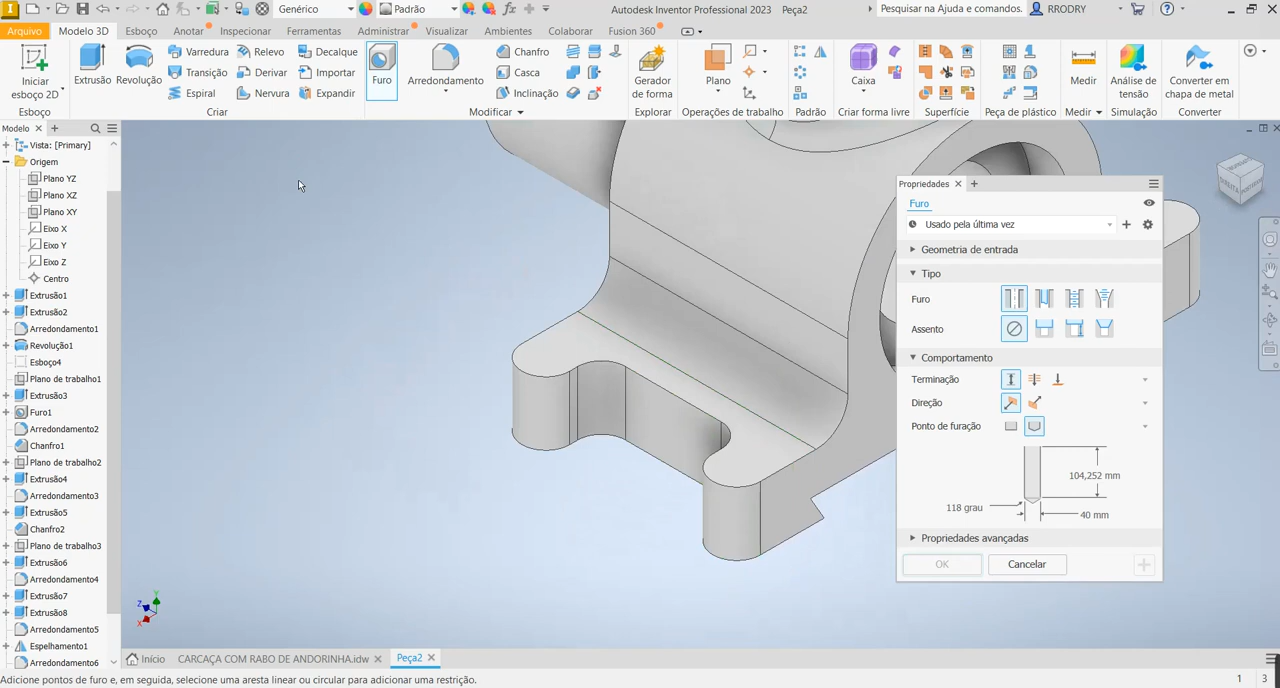 Genérico
Padrão
Autodesk Inventor Professional 2023 Peça2
Pesquisar na Ajuda e comandos.
RRODRY
Arquivo Modelo 3D Esboço Anotar Inspecionar Ferramentas Administrar Visualizar Ambientes Colaborar Fusion 360
Iniciar
esboço 2D
Esboço
Extrusão Revolução
Varredura
Transição
Espiral
Relevo
Derivar
Nervura
Decalque
Importar
Expandir
Criar
Furo
Arredondamento
Chanfro
Casca
Inclinação
Modificar
Gerador
de forma
Explorar
Plano
Operações de trabalho
Padrão
Caixa
Criar forma livre
Superfície
Peça de plástico
Medir
Medir
Análise de
tensão
Simulação
Converter em
chapa de metal
Converter
Modelo
Vista: [Primary]
Origem
Plano YZ
Plano XZ
Plano XY
Eixo X
Eixo Y
Eixo Z
Centro
Extrusão1
Extrusão2
Arredondamento1
Revolução1
Esboço4
Plano de trabalho1
Extrusão3
Furo1
Arredondamento2
Chanfro1
Plano de trabalho2
Extrusão4
Arredondamento3
Extrusão5
Chanfro2
Plano de trabalho3
Extrusão6
Arredondamento4
Extrusão7
Extrusão8
Arredondamento5
Espelhamento1
Arredondamento6
Propriedades
Furo
Usado pela última vez
Geometria de entrada
Tipo
Furo
Assento
Comportamento
Terminação
Direção
Ponto de furação
104,252 mm
118 grau
40 mm
Propriedades avançadas
OK Cancelar
Y
Z
X
Início CARCAÇA COM RABO DE ANDORINHA.idw Peça2
Adicione pontos de furo e, em seguida, selecione uma aresta linear ou circular para adicionar uma restrição.
1 3